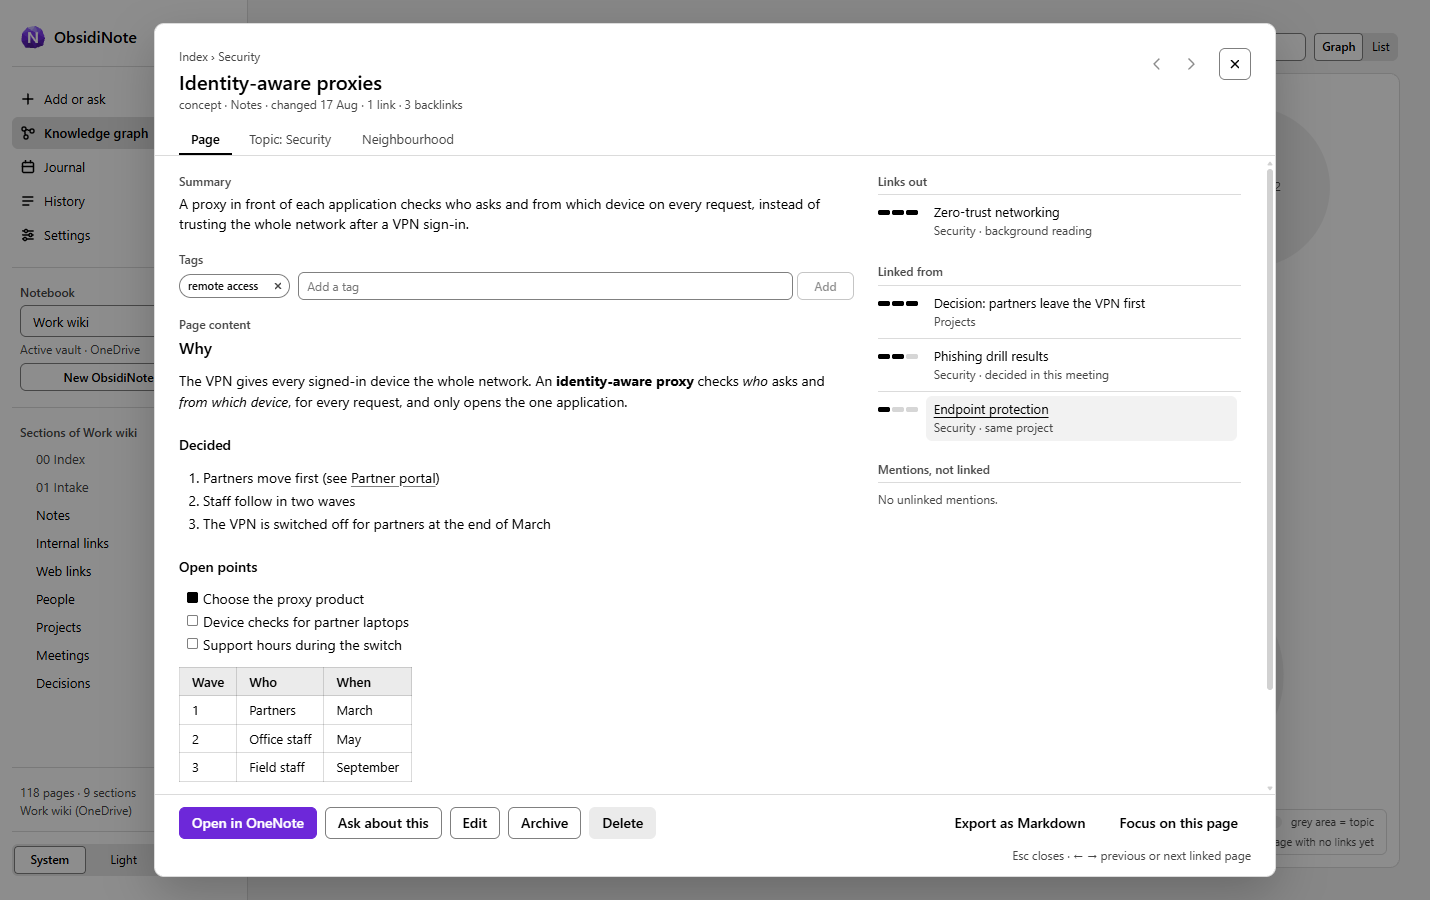 ObsidiNote
Add or ask
Knowledge graph
Journal
History
Settings
Notebook
Work wiki
Active vault · OneDrive
New ObsidiNote
Sections of Work wiki
00 Index
01 Intake
Notes
Internal links
Web links
People
Projects
Meetings
Decisions
118 pages · 9 sections
Work wiki (OneDrive)
System Light
Index › Security
Identity-aware proxies
concept · Notes · changed 17 Aug · 1 link · 3 backlinks
Page Topic: Security Neighbourhood
Summary
A proxy in front of each application checks who asks and from which device on every request, instead of
trusting the whole network after a VPN sign-in.
Tags
remote access × Add a tag Add
Page content
Why
The VPN gives every signed-in device the whole network. An identity-aware proxy checks who asks and
from which device, for every request, and only opens the one application.
Decided
1. Partners move first (see Partner portal)
2. Staff follow in two waves
3. The VPN is switched off for partners at the end of March
Open points
Choose the proxy product
Device checks for partner laptops
Support hours during the switch
Wave Who When
1 Partners March
2 Office staff May
3 Field staff September
Links out
Zero-trust networking
Security · background reading
Linked from
Decision: partners leave the VPN first
Projects
Phishing drill results
Security · decided in this meeting
Endpoint protection
Security · same project
Mentions, not linked
No unlinked mentions.
Open in OneNote Ask about this Edit Archive Delete Export as Markdown Focus on this page
Esc closes · ← → previous or next linked page
Graph List
2
grey area = topic
with no links yet